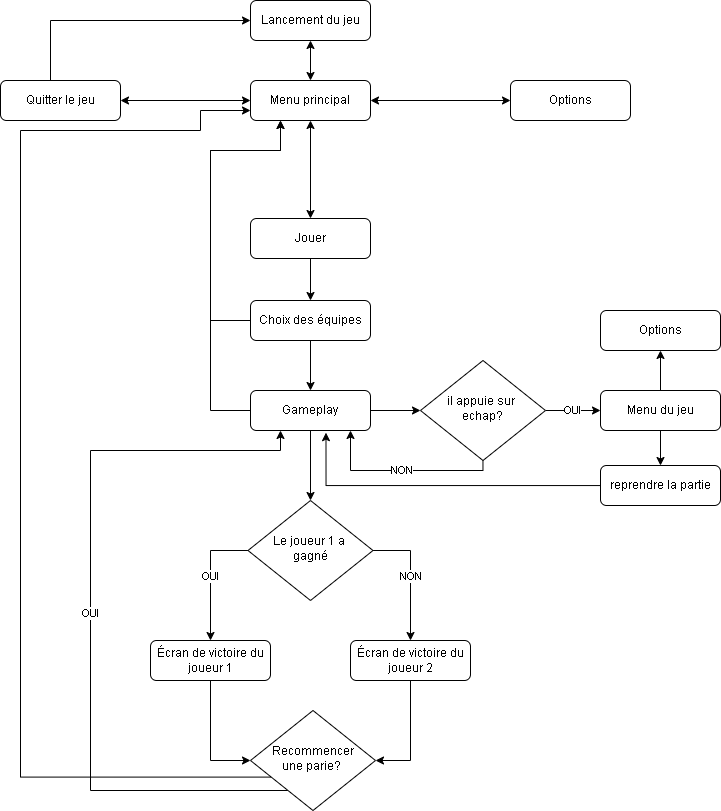 Lancement du jeu
Quitter le jeu
Menu principal
Options
Jouer
Choix des équipes
Options
Gameplay
il appuie sur
echap?
OUI
Menu du jeu
NON
reprendre la partie
Le joueur 1 a
gagné
OUI
NON
OUI
Écran de victoire du
joueur 1
Écran de victoire du
joueur 2
Recommencer
une parie?